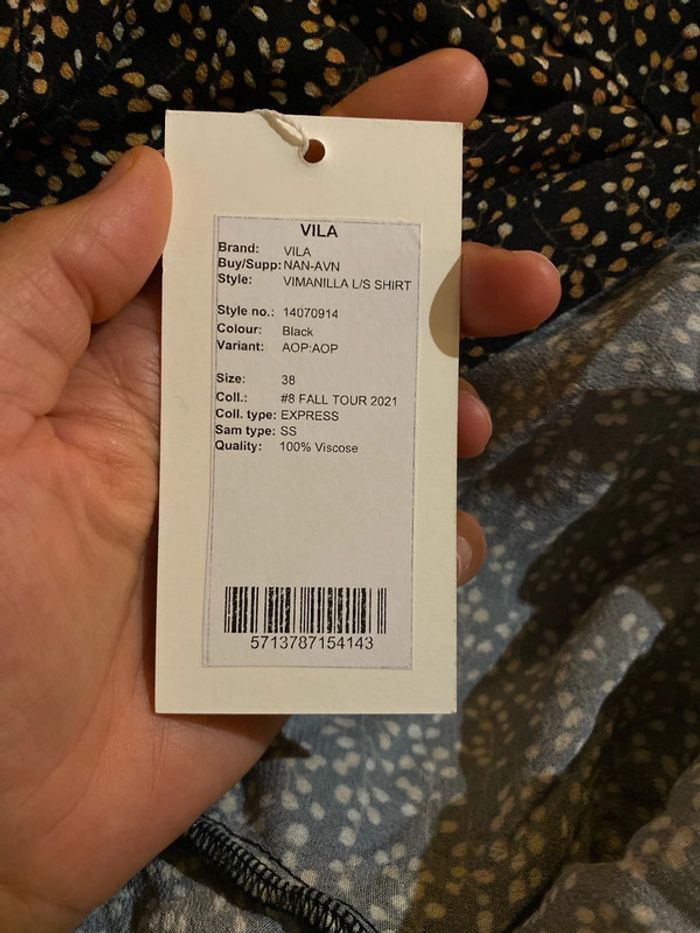 VILA
Brand: VILA
Buy/Supp: NAN-AVN
Style: VIMANILLA L/S SHIRT
Style no.: 14070914
Colour: Black
Variant: AOP:AOP
Size: 38
Coll.: #8 FALL TOUR 2021
Coll. type: EXPRESS
Sam type: SS
Quality: 100% Viscose
5713787154143